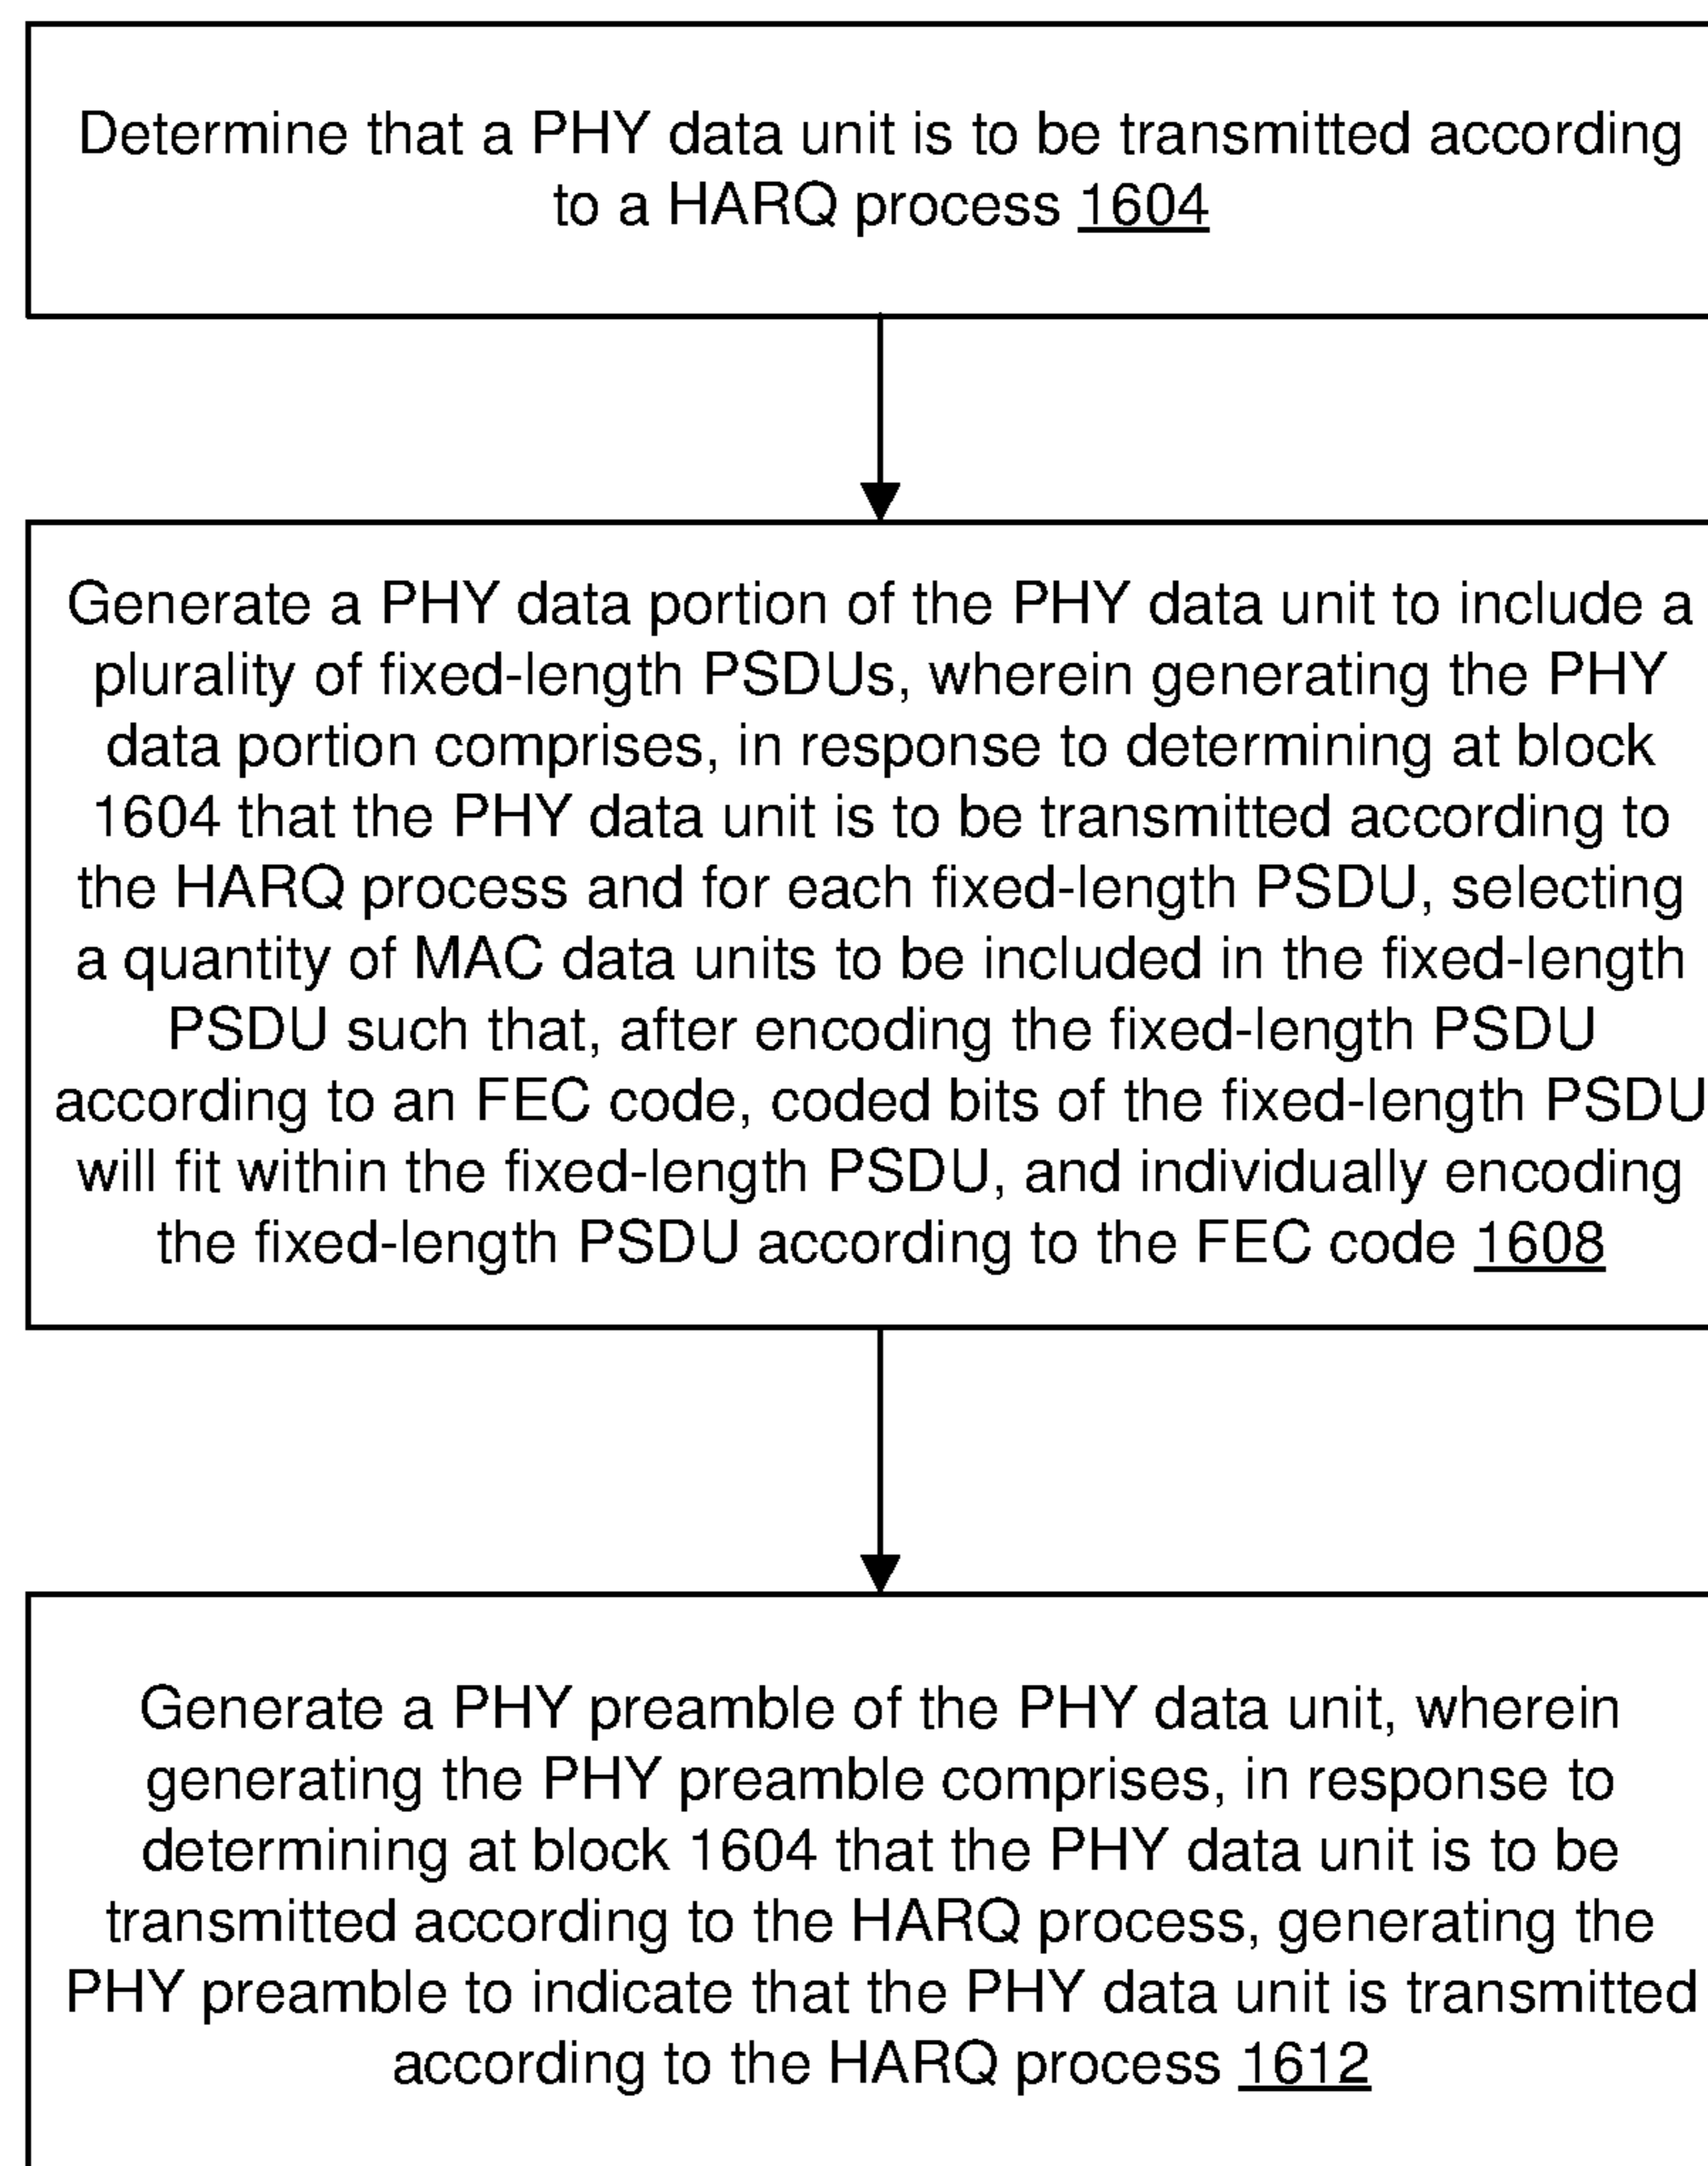 Determine that a PHY data unit is to be transmitted according
to a HARQ process 1604
Generate a PHY data portion of the PHY data unit to include a
plurality of fixed-length PSDUs, wherein generating the PHY
data portion comprises, in response to determining at block
1604 that the PHY data unit is to be transmitted according to
the HARQ process and for each fixed-length PSDU, selecting
a quantity of MAC data units to be included in the fixed-length
PSDU such that, after encoding the fixed-length PSDU
according to an FEC code, coded bits of the fixed-length PSDU
will fit within the fixed-length PSDU, and individually encoding
the fixed-length PSDU according to the FEC code 1608
Generate a PHY preamble of the PHY data unit, wherein
generating the PHY preamble comprises, in response to
determining at block 1604 that the PHY data unit is to be
transmitted according to the HARQ process, generating the
PHY preamble to indicate that the PHY data unit is transmitted
according to the HARQ process 1612